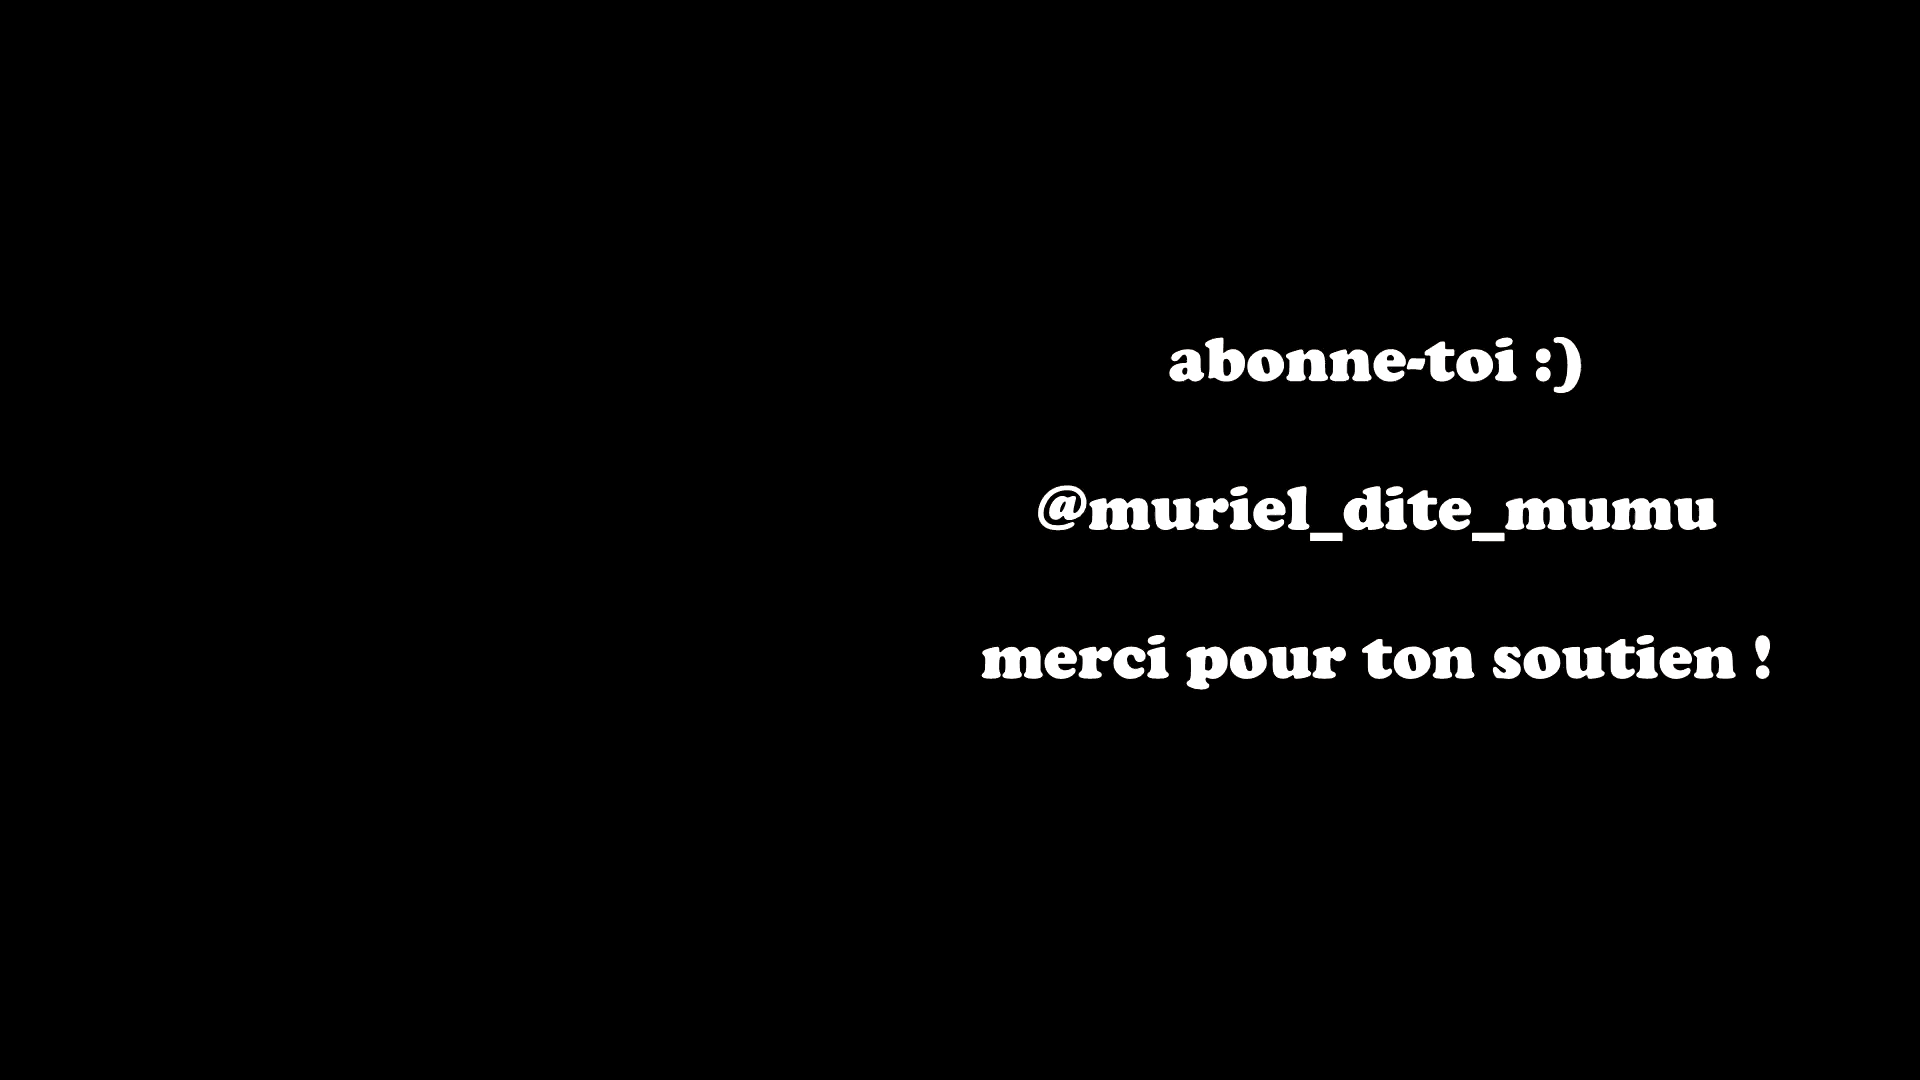 abonne-toi :)
@muriel_dite_mumu
merci pour ton soutien !